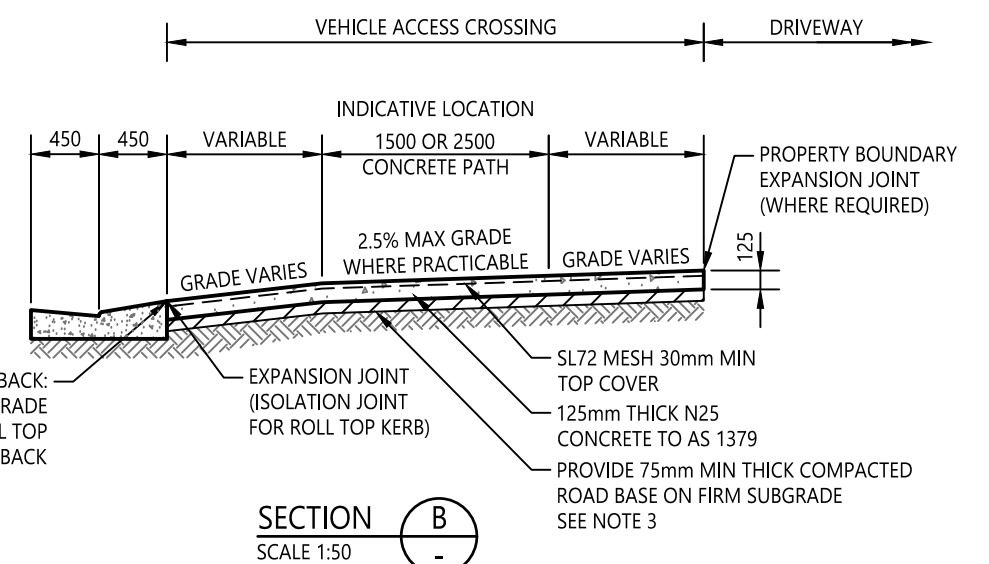 VEHICLE ACCESS CROSSING
DRIVEWAY
INDICATIVE LOCATION
450
450
VARIABLE
1500 OR 2500
CONCRETE PATH
VARIABLE
PROPERTY BOUNDARY
EXPANSION JOINT
(WHERE REQUIRED)
125
GRADE VARIES
2.5% MAX GRADE
WHERE PRACTICABLE
GRADE VARIES
BACK:
RADE
TOP
BACK
EXPANSION JOINT
(ISOLATION JOINT
FOR ROLL TOP KERB)
SL72 MESH 30mm MIN
TOP COVER
125mm THICK N25
CONCRETE TO AS 1379
PROVIDE 75mm MIN THICK COMPACTED
ROAD BASE ON FIRM SUBGRADE
SEE NOTE 3
SECTION
B
SCALE 1:50
-